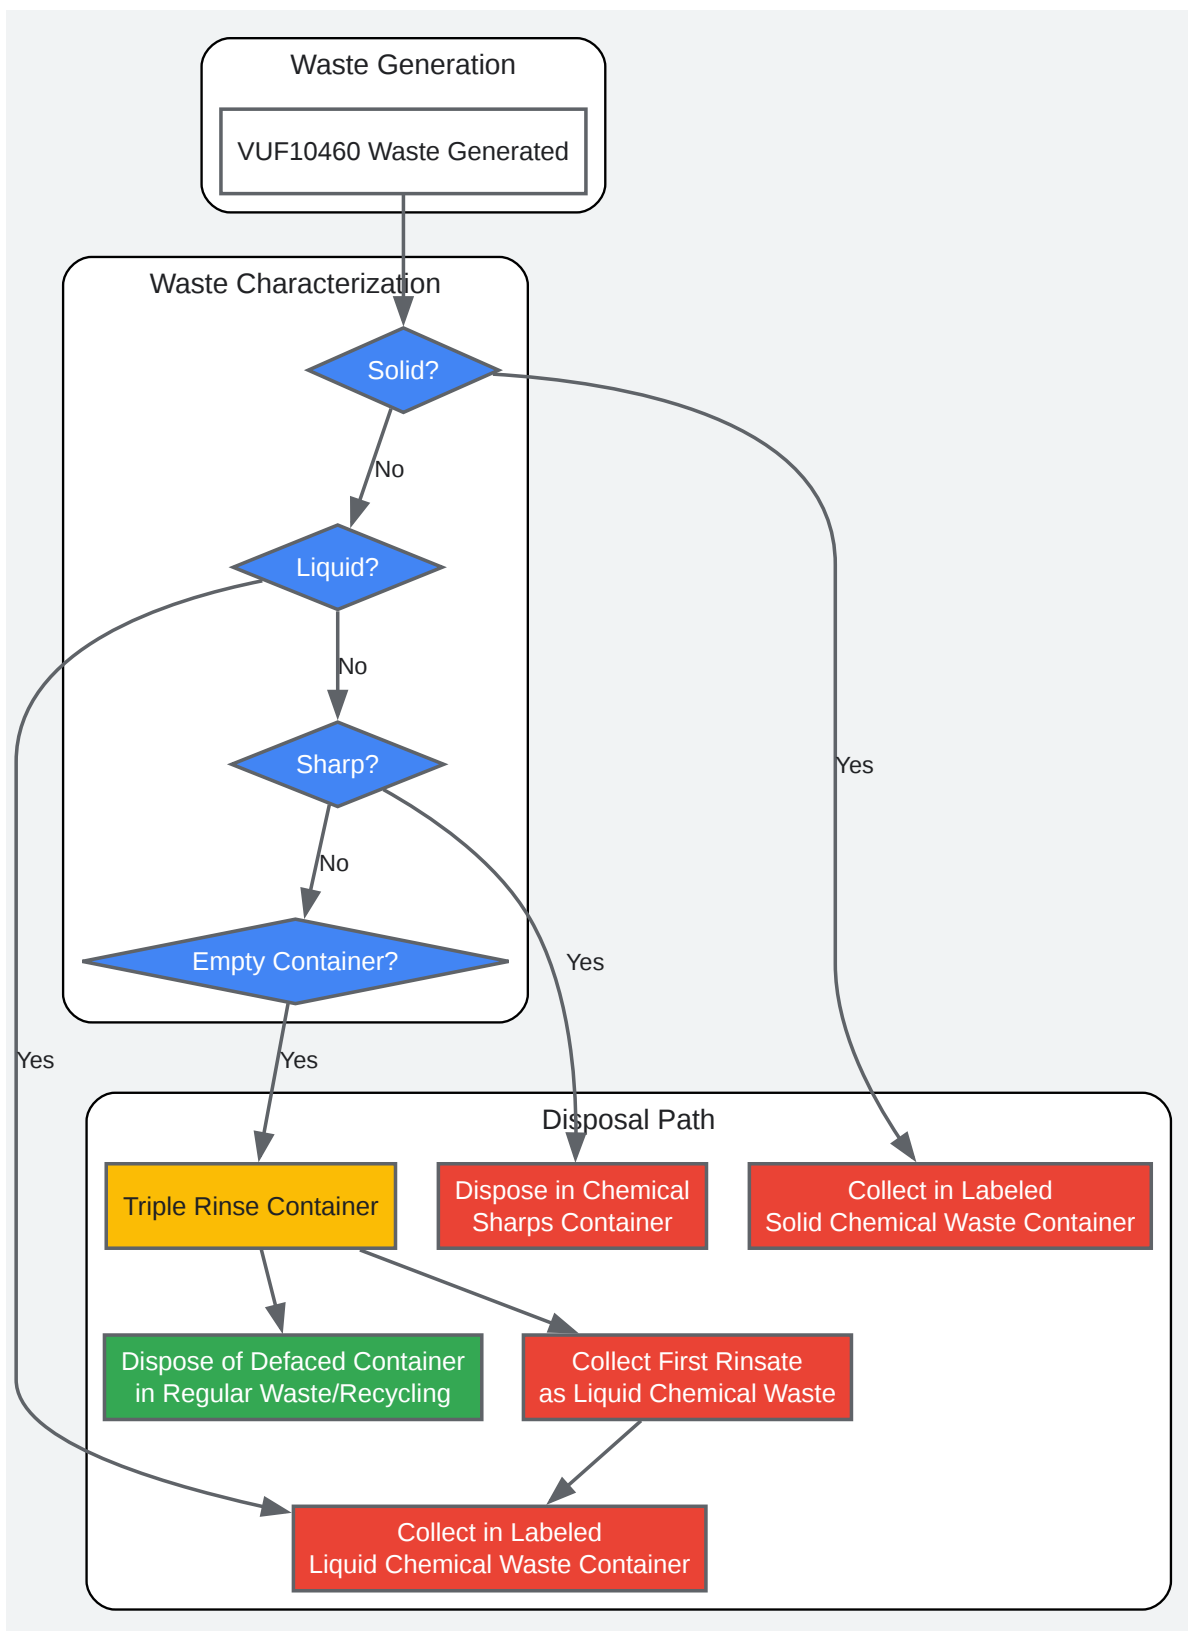 Waste Generation
VUF10460 Waste Generated
Waste Characterization
Solid?
No
Liquid?
No
Sharp?
Yes
No
Empty Container?
Yes
Yes
Yes
Disposal Path
Triple Rinse Container
Dispose in Chemical
Sharps Container
Collect in Labeled
Solid Chemical Waste Container
Dispose of Defaced Container
in Regular Waste/Recycling
Collect First Rinsate
as Liquid Chemical Waste
Collect in Labeled
Liquid Chemical Waste Container